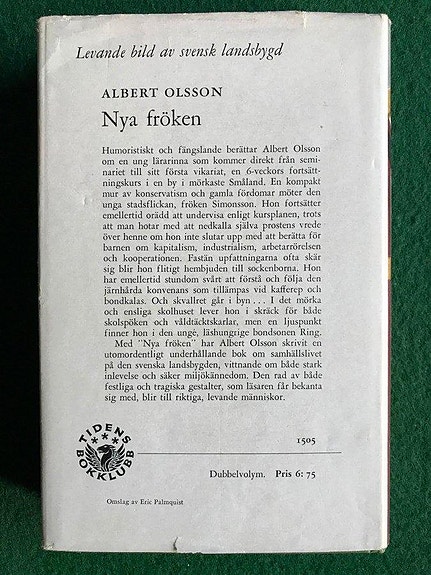 Levande bild av svensk landsbygd
ALBERT OLSSON
Nya fröken
Humoristiskt och fängslande berättar Albert Olsson
om en ung lärarinna som kommer direkt från semi-
nariet till sitt första vikariat, en 6-veckors fortsätt-
ningskurs i en by i mörkaste Småland. En kompakt
mur av konservatism och gamla fördomar möter den
unga stadsflickan, fröken Simonsson. Hon fortsätter
emellertid orädd att undervisa enligt kursplanen, trots
att man hotar med att nedkalla själva prostens vrede
över henne om hon inte slutar upp med att berätta för
barnen om kapitalism, industrialism, arbetarrörelsen
och kooperationen. Fastän uppfattningarna ofta skär
sig blir hon flitigt hembjuden till sockenborna. Hon
har emellertid stundom svårt att förstå och följa den
järnhårda konvenans som tillämpas vid kafferep och
bondkalas. Och skvallret går i byn ... I det mörka
och ensliga skolhuset lever hon i skräck för både
skolspöken och våldtäcktskarlar, men en ljuspunkt
finner hon i den unge, läshungrige bondsonen Ring.
Med ”Nya fröken” har Albert Olsson skrivit en
utomordentligt underhållande bok om samhällslivet
på den svenska landsbygden, vittnande om både stark
inlevelse och säker miljökännedom. Den rad av både
festliga och tragiska gestalter, som läsaren får bekanta
sig med, blir till riktiga, levande människor.
1505
TIDENS
BOKKLUBB
Dubbelvolym. Pris 6: 75
Omslag av Eric Palmquist